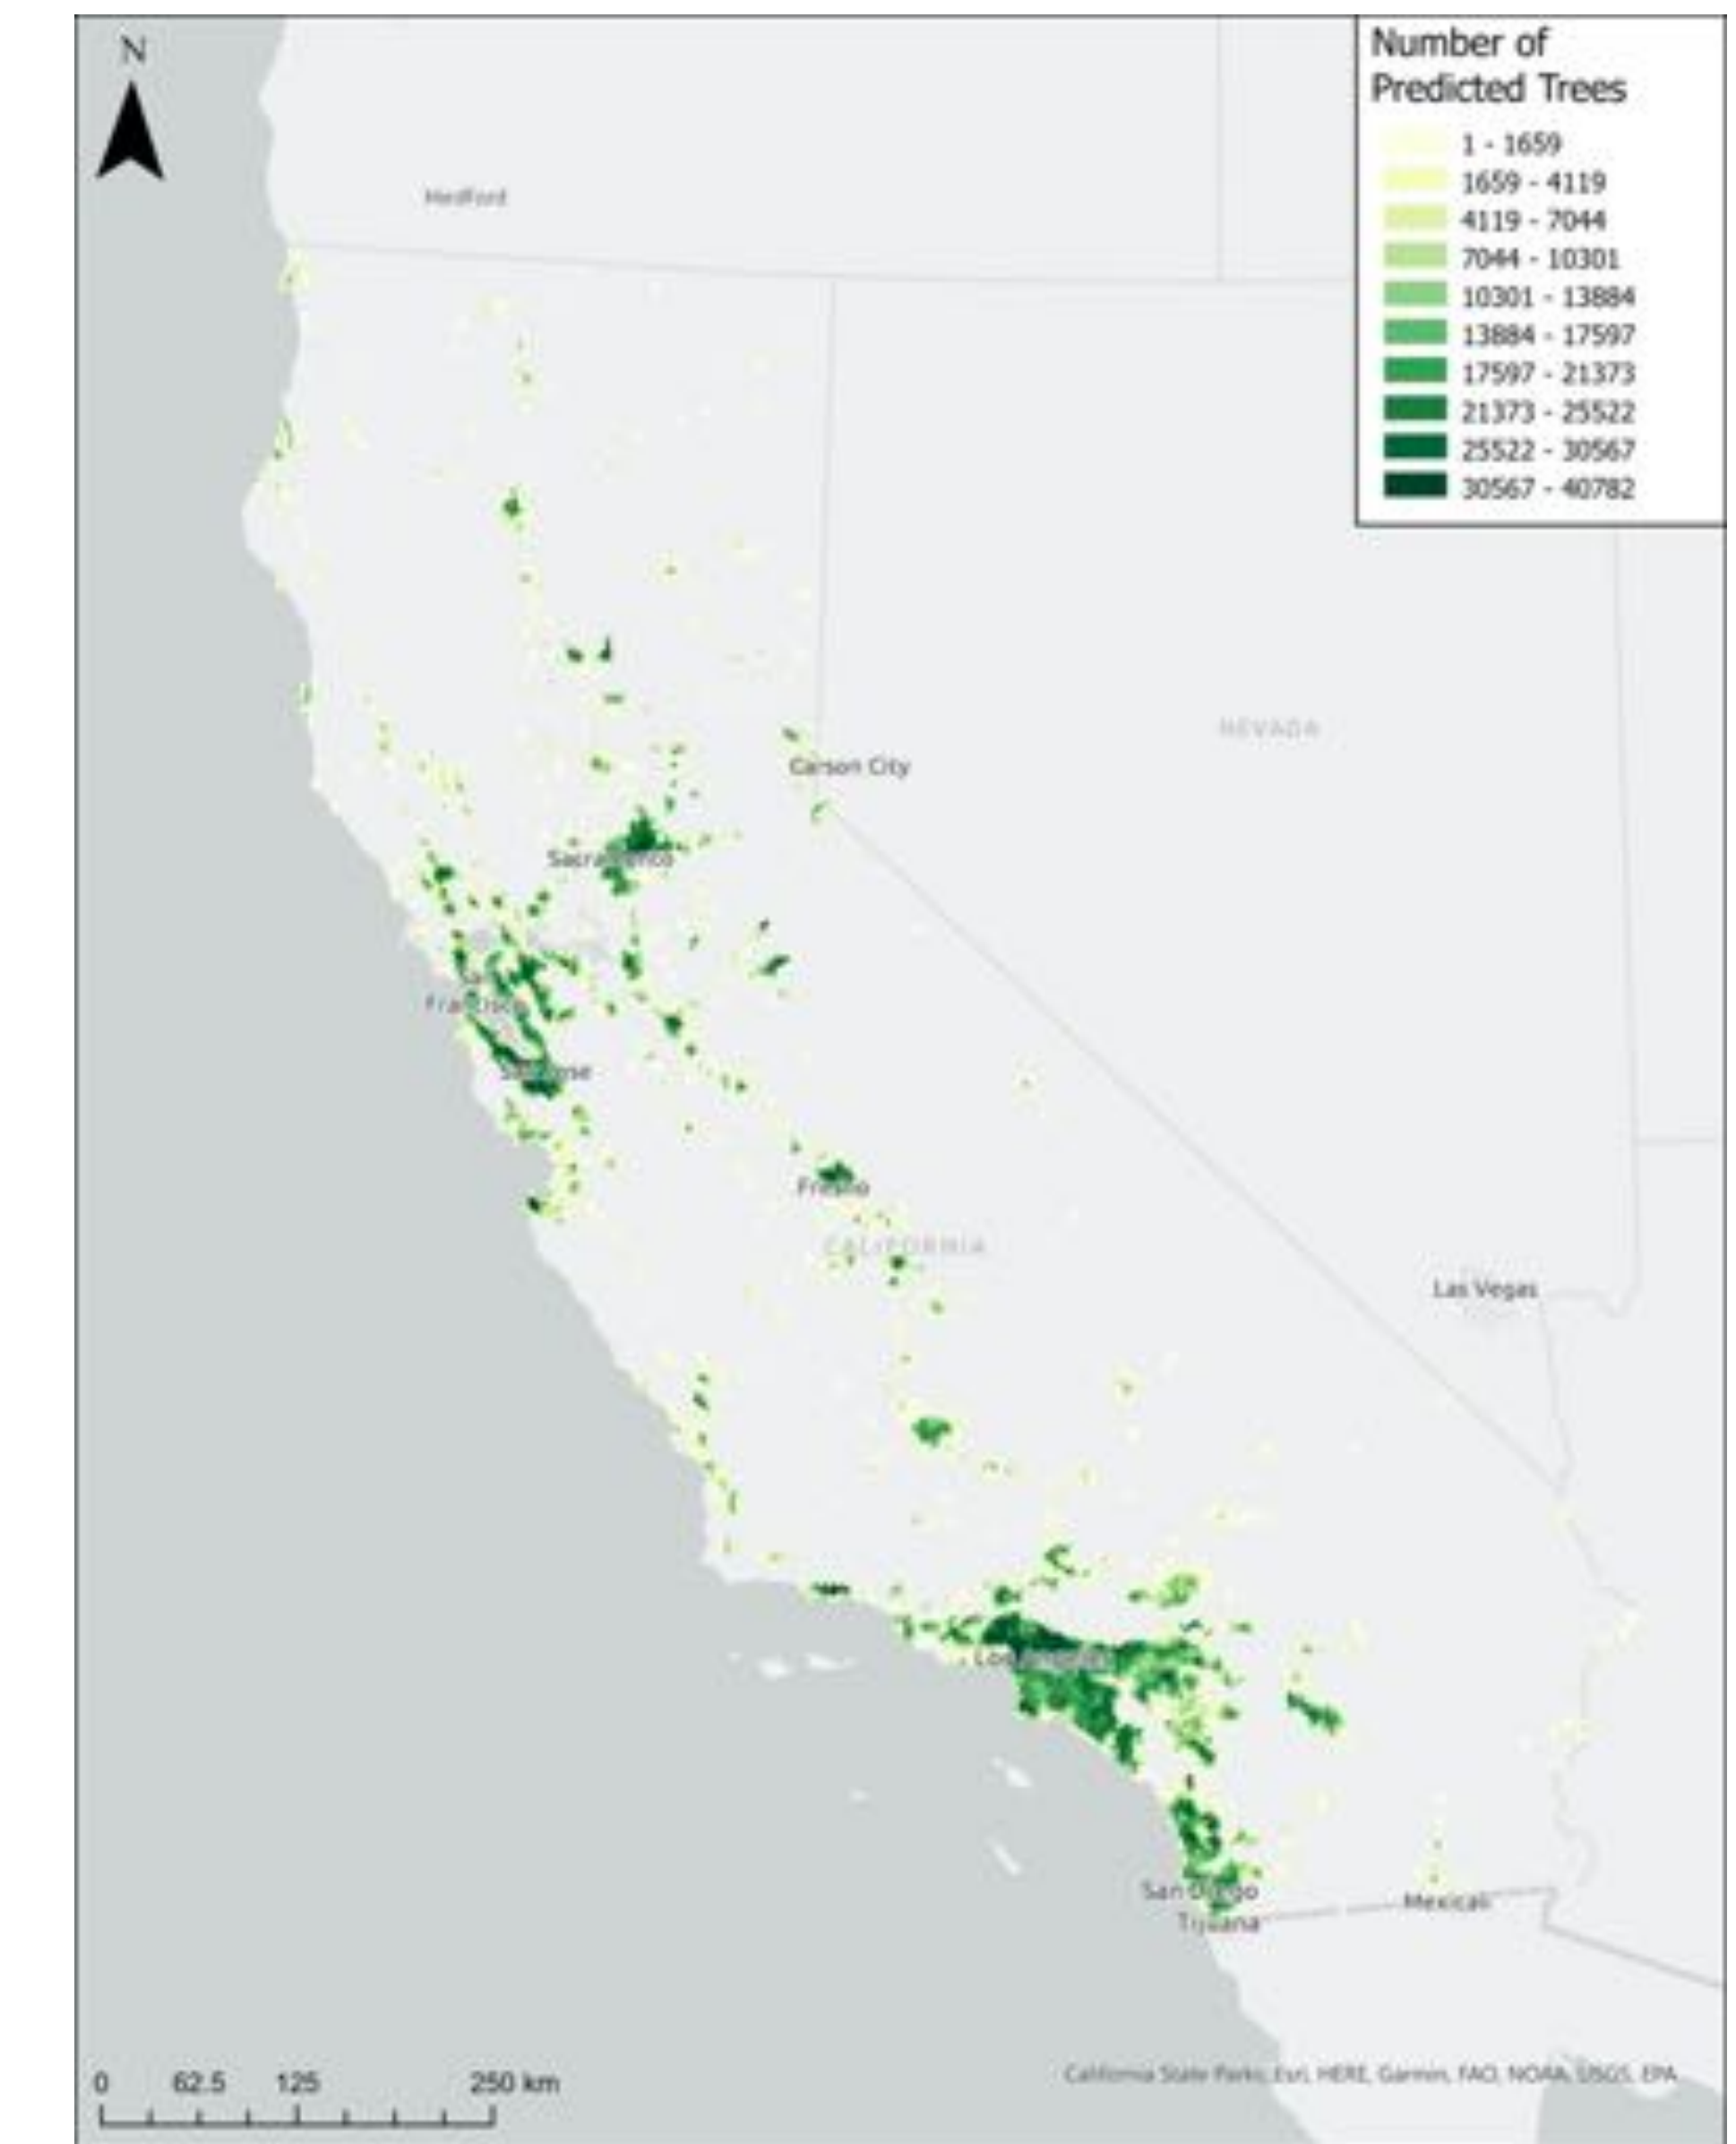 N
Number of
Predicted Trees
1 - 1659
1659 - 4119
4119 - 7044
7044 - 10301
10301 - 13884
13884 - 17597
17597 - 21373
21373 - 25522
25522 - 30567
30567 - 40782
Medford
NEVADA
Carson City
Sacramento
San
Francisco
San Jose
Fresno
CALIFORNIA
Las Vegas
Los Angeles
San Diego
Tijuana
Mexicali
0 62.5 125 250 km
California State Parks, Esri, HERE, Garmin, FAO, NOAA, USGS, EPA